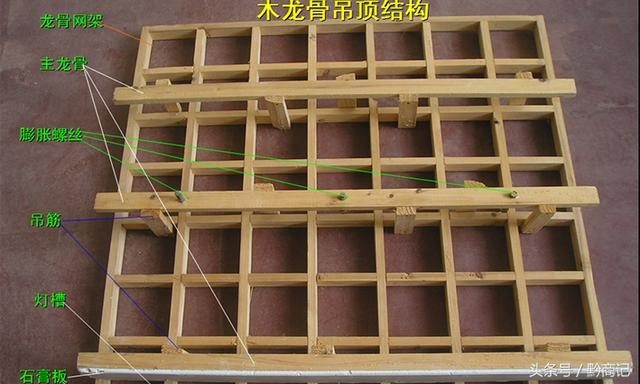 木龙骨吊顶结构
龙骨网架
主龙骨
膨胀螺丝
吊筋
灯槽
石膏板
头条号／黔商记